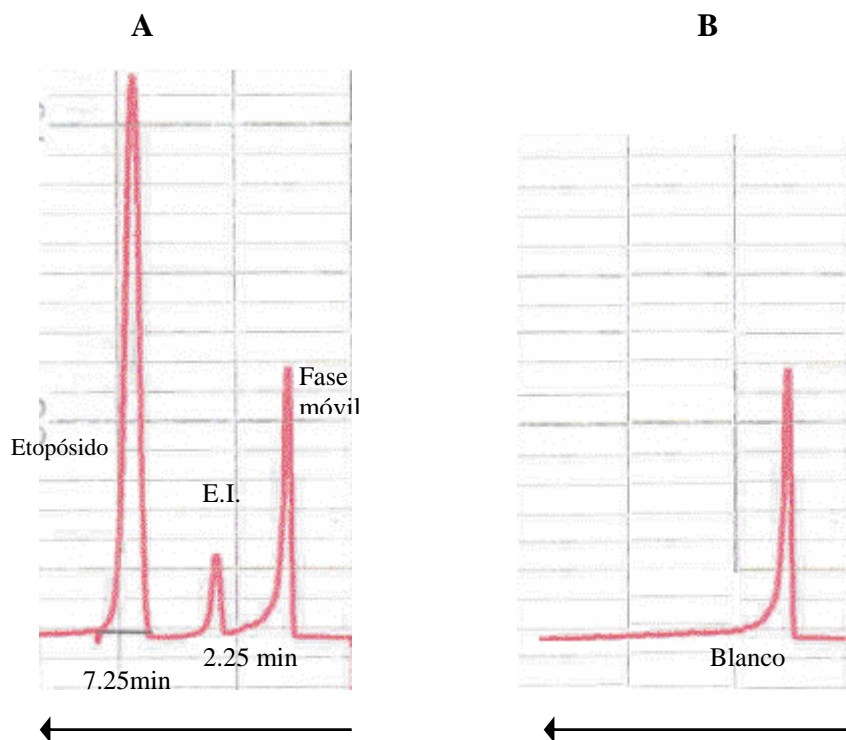 A
B
Fase
móvil
Etopósido
E.I.
2.25 min
7.25min
Blanco